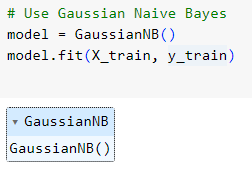 # Use Gaussian Naive Bayes
model = GaussianNB()
model.fit(X_train, y_train)
▾ GaussianNB
GaussianNB()